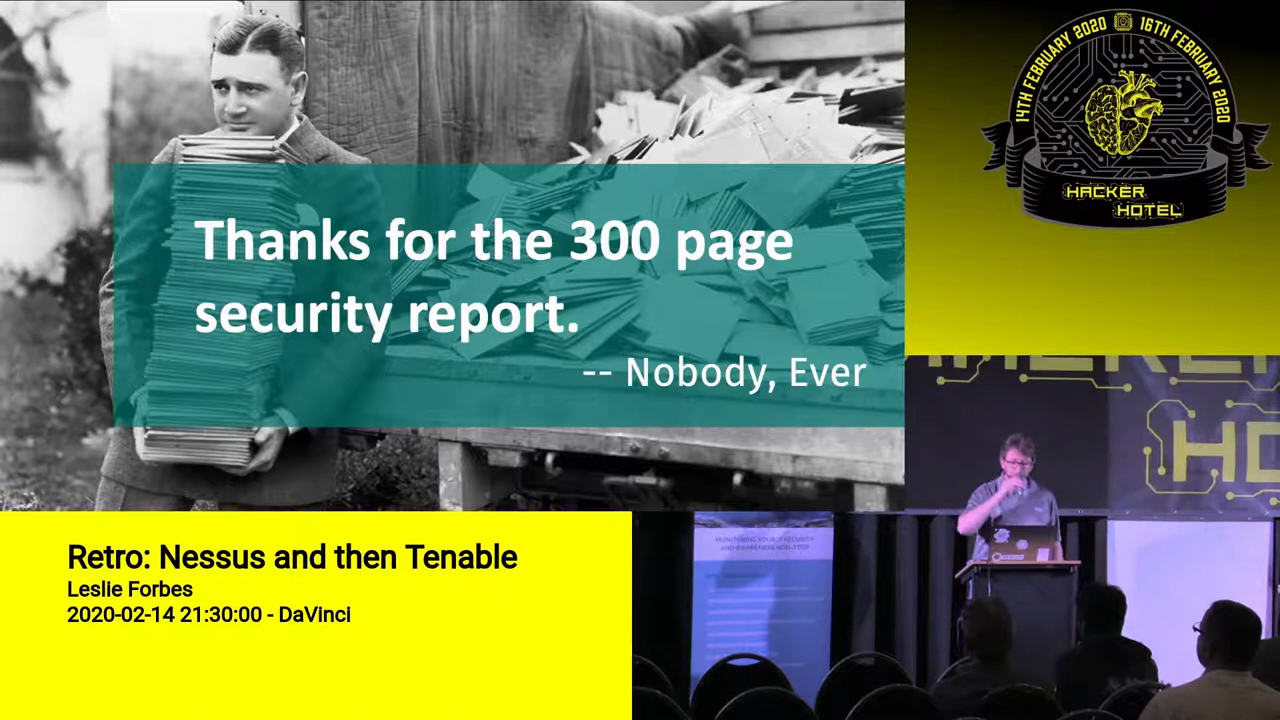 Thanks for the 300 page
security report.
-- Nobody, Ever
14TH FEBRUARY 2020
16TH FEBRUARY 2020
HACKER
HOTEL
Retro: Nessus and then Tenable
Leslie Forbes
2020-02-14 21:30:00 - DaVinci